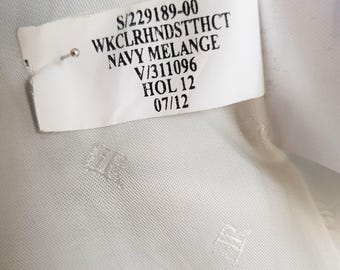 S/229189-00
WKCLRHNDSTTHCT
NAVY MELANGE
V/311096
HOL 12
07/12